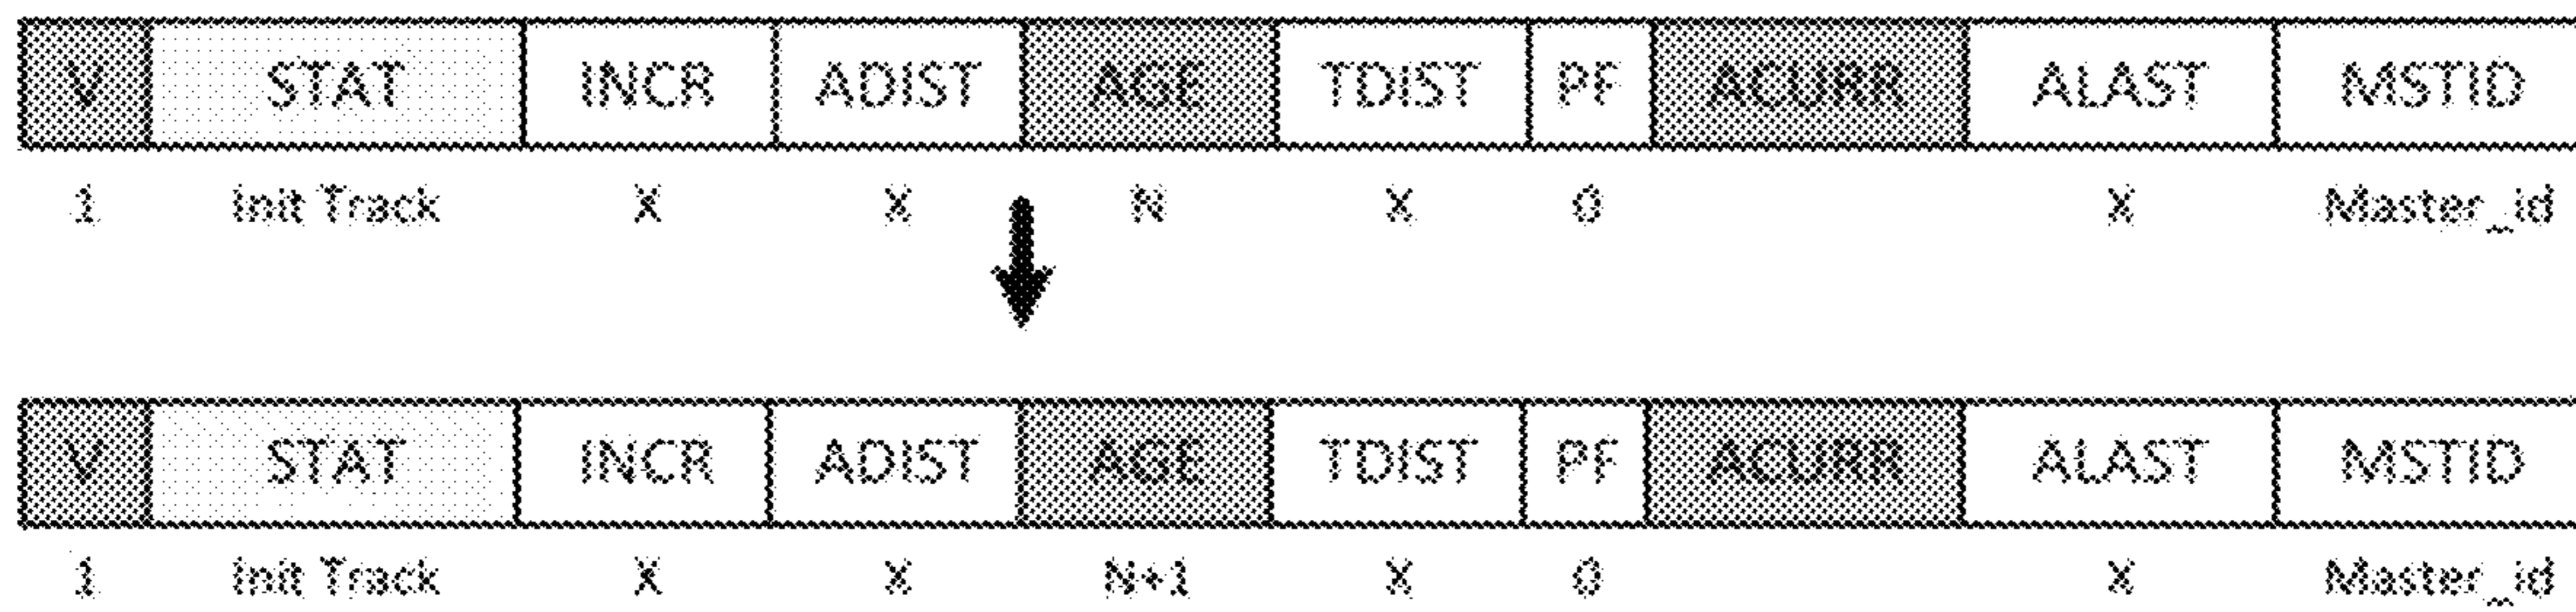 V STAT INCR ADIST AGE TDIST PF ACURR ALAST MSTID
1 Init Track X X N X 0 X Master_id
V STAT INCR ADIST AGE TDIST PF ACURR ALAST MSTID
1 Init Track X X N+1 X 0 X Master_id